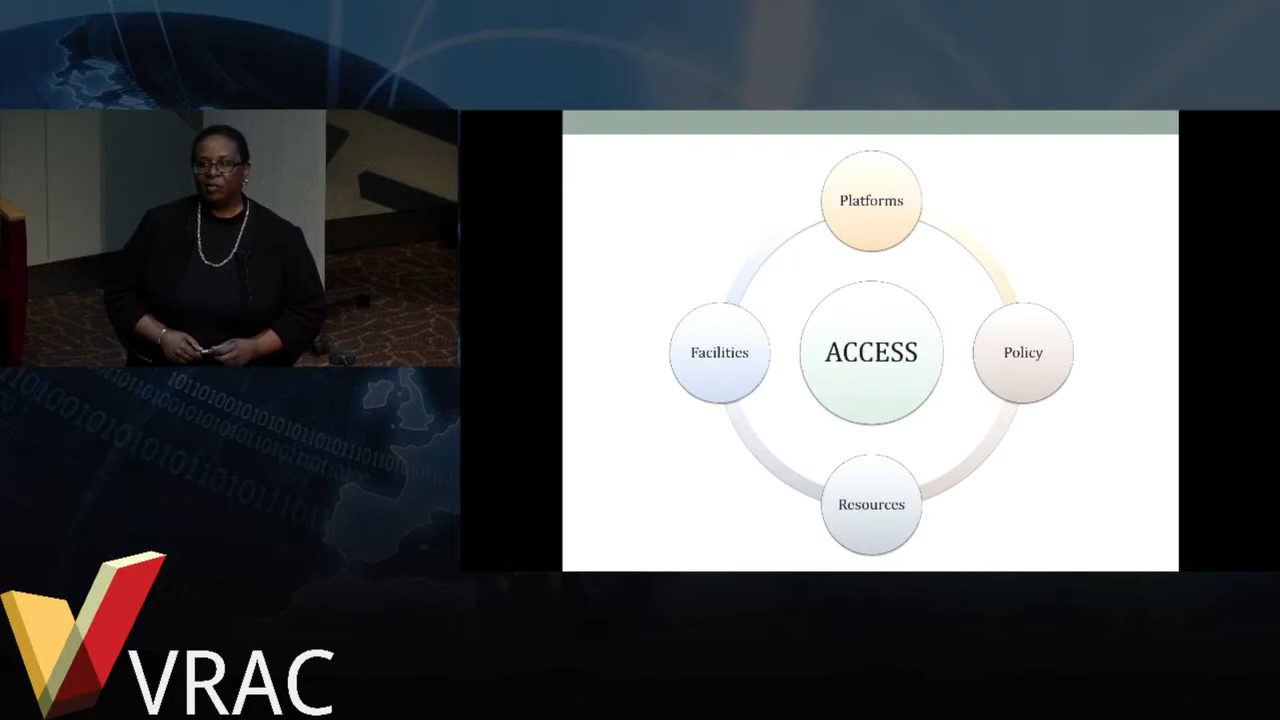 Platforms
Facilities
ACCESS
Policy
Resources
VRAC